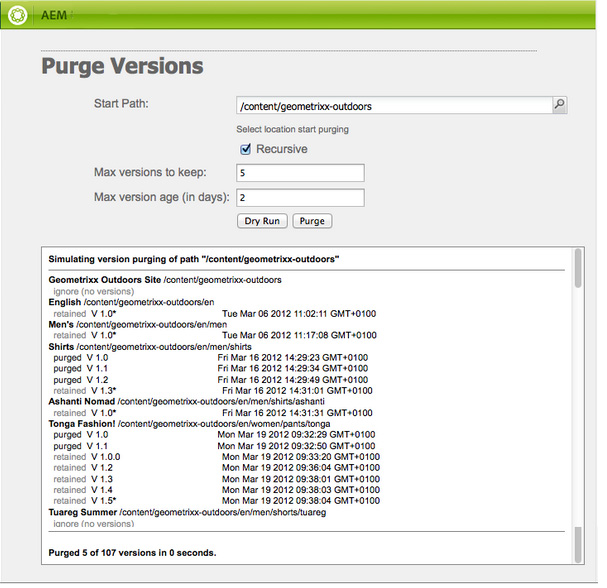 AEM
Purge Versions
Start Path:
/content/geometrixx-outdoors
Select location start purging
Recursive
Max versions to keep:
5
Max version age (in days):
2
Dry Run Purge
Simulating version purging of path "/content/geometrixx-outdoors"
Geometrixx Outdoors Site /content/geometrixx-outdoors
ignore (no versions)
English /content/geometrixx-outdoors/en
retained V 1.0* Tue Mar 06 2012 11:02:11 GMT+0100
Men's /content/geometrixx-outdoors/en/men
retained V 1.0* Tue Mar 06 2012 11:17:08 GMT+0100
Shirts /content/geometrixx-outdoors/en/men/shirts
purged V 1.0 Fri Mar 16 2012 14:29:23 GMT+0100
purged V 1.1 Fri Mar 16 2012 14:29:34 GMT+0100
purged V 1.2 Fri Mar 16 2012 14:29:49 GMT+0100
retained V 1.3* Fri Mar 16 2012 14:31:01 GMT+0100
Ashanti Nomad /content/geometrixx-outdoors/en/men/shirts/ashanti
retained V 1.0* Fri Mar 16 2012 14:31:31 GMT+0100
Tonga Fashion! /content/geometrixx-outdoors/en/women/pants/tonga
purged V 1.0 Mon Mar 19 2012 09:32:29 GMT+0100
purged V 1.1 Mon Mar 19 2012 09:32:50 GMT+0100
retained V 1.0.0 Mon Mar 19 2012 09:33:20 GMT+0100
retained V 1.2 Mon Mar 19 2012 09:36:04 GMT+0100
retained V 1.3 Mon Mar 19 2012 09:38:01 GMT+0100
retained V 1.4 Mon Mar 19 2012 09:38:03 GMT+0100
retained V 1.5* Mon Mar 19 2012 09:38:04 GMT+0100
Tuareg Summer /content/geometrixx-outdoors/en/men/shorts/tuareg
ignore (no versions)
Purged 5 of 107 versions in 0 seconds.